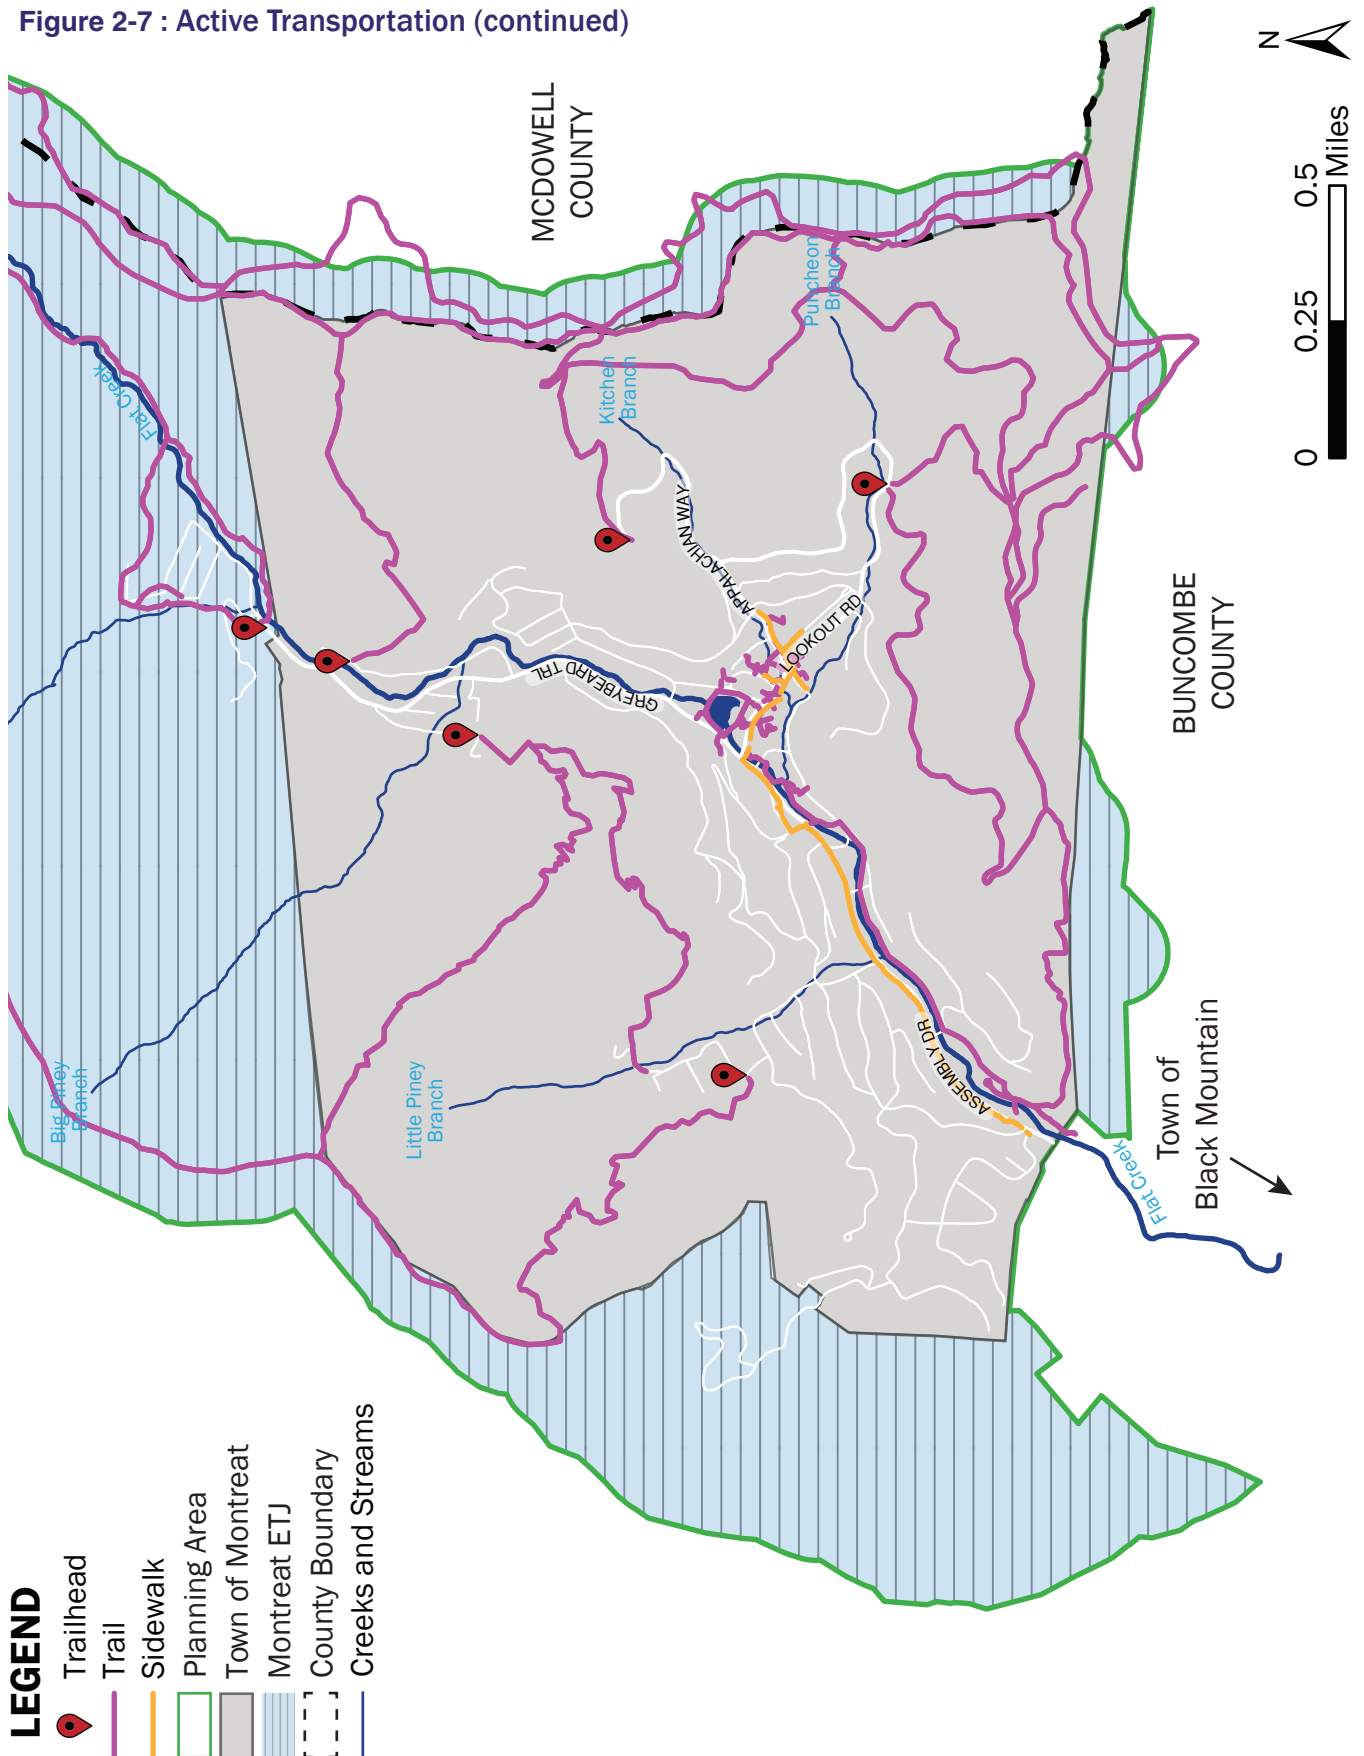 Figure 2-7 : Active Transportation (continued)
N
MCDOWELL
COUNTY
Flat Creek
Puncheon
Branch
Kitchen
Branch
APPALACHIAN WAY
LOOKOUT RD
GREYBEARD TRL
0
0.25
0.5
Miles
BUNCOMBE
COUNTY
Big Piney
Branch
Little Piney
Branch
ASSEMBLY DR
Flat Creek
Town of
Black Mountain
LEGEND
Trailhead
Trail
Sidewalk
Planning Area
Town of Montreat
Montreat ETJ
County Boundary
Creeks and Streams